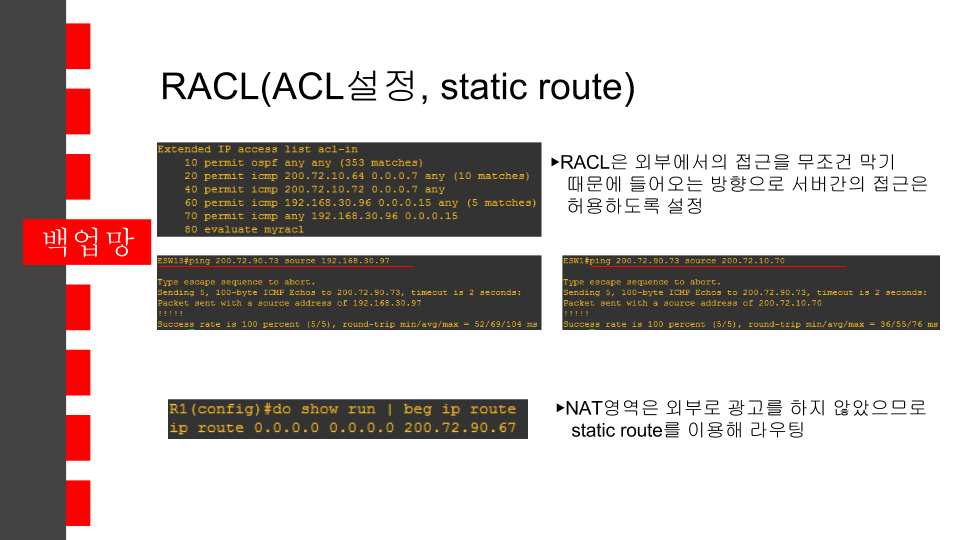 RACL(ACL설정, static route)
Extended IP access list acl-in
10 permit ospf any any (353 matches)
20 permit icmp 200.72.10.64 0.0.0.7 any (10 matches)
40 permit icmp 200.72.10.72 0.0.0.7 any
60 permit icmp 192.168.30.96 0.0.0.15 any (5 matches)
70 permit icmp any 192.168.30.96 0.0.0.15
80 evaluate myracl
▶RACL은 외부에서의 접근을 무조건 막기
때문에 들어오는 방향으로 서버간의 접근은
허용하도록 설정
백업망
ESW13#ping 200.72.90.73 source 192.168.30.97
Type escape sequence to abort.
Sending 5, 100-byte ICMP Echos to 200.72.90.73, timeout is 2 seconds:
Packet sent with a source address of 192.168.30.97
!!!!!
Success rate is 100 percent (5/5), round-trip min/avg/max = 52/69/104 ms
ESW1#ping 200.72.90.73 source 200.72.10.70
Type escape sequence to abort.
Sending 5, 100-byte ICMP Echos to 200.72.90.73, timeout is 2 seconds:
Packet sent with a source address of 200.72.10.70
!!!!!
Success rate is 100 percent (5/5), round-trip min/avg/max = 36/55/76 ms
R1(config)#do show run | beg ip route
ip route 0.0.0.0 0.0.0.0 200.72.90.67
▶NAT영역은 외부로 광고를 하지 않았으므로
static route를 이용해 라우팅